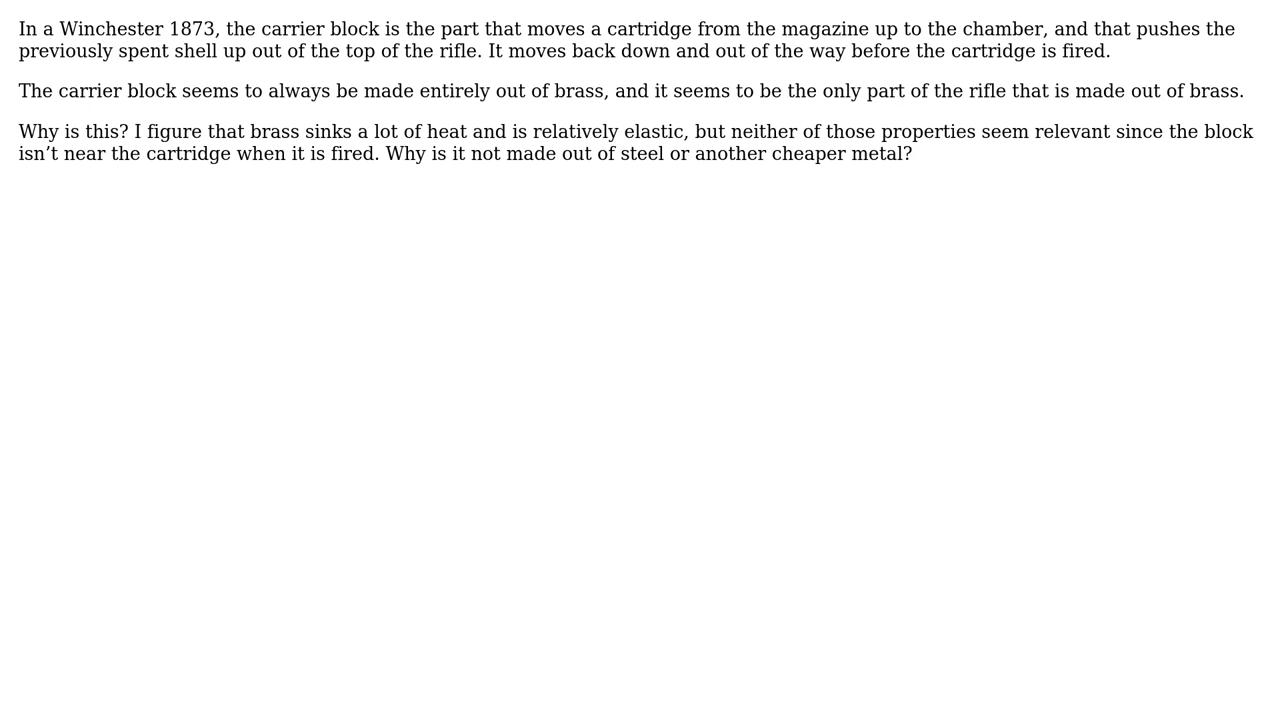 In a Winchester 1873, the carrier block is the part that moves a cartridge from the magazine up to the chamber, and that pushes the
previously spent shell up out of the top of the rifle. It moves back down and out of the way before the cartridge is fired.
The carrier block seems to always be made entirely out of brass, and it seems to be the only part of the rifle that is made out of brass.
Why is this? I figure that brass sinks a lot of heat and is relatively elastic, but neither of those properties seem relevant since the block
isn’t near the cartridge when it is fired. Why is it not made out of steel or another cheaper metal?